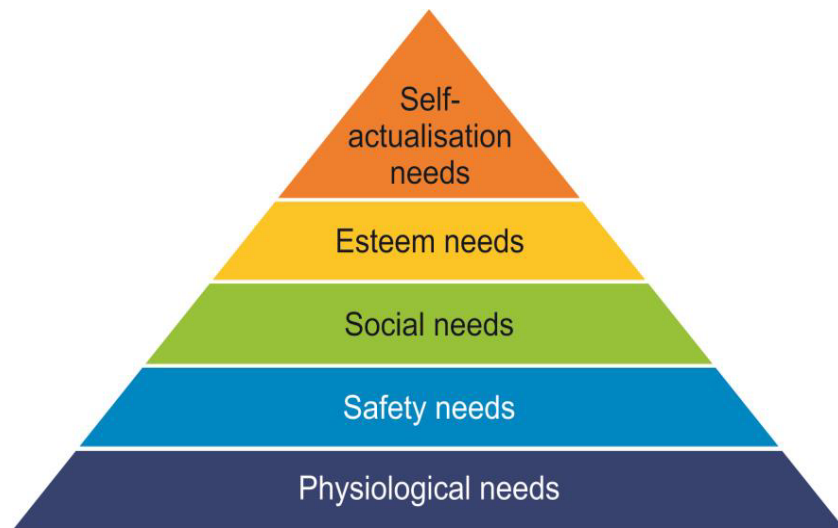 Self-
actualisation
needs
Esteem needs
Social needs
Safety needs
Physiological needs